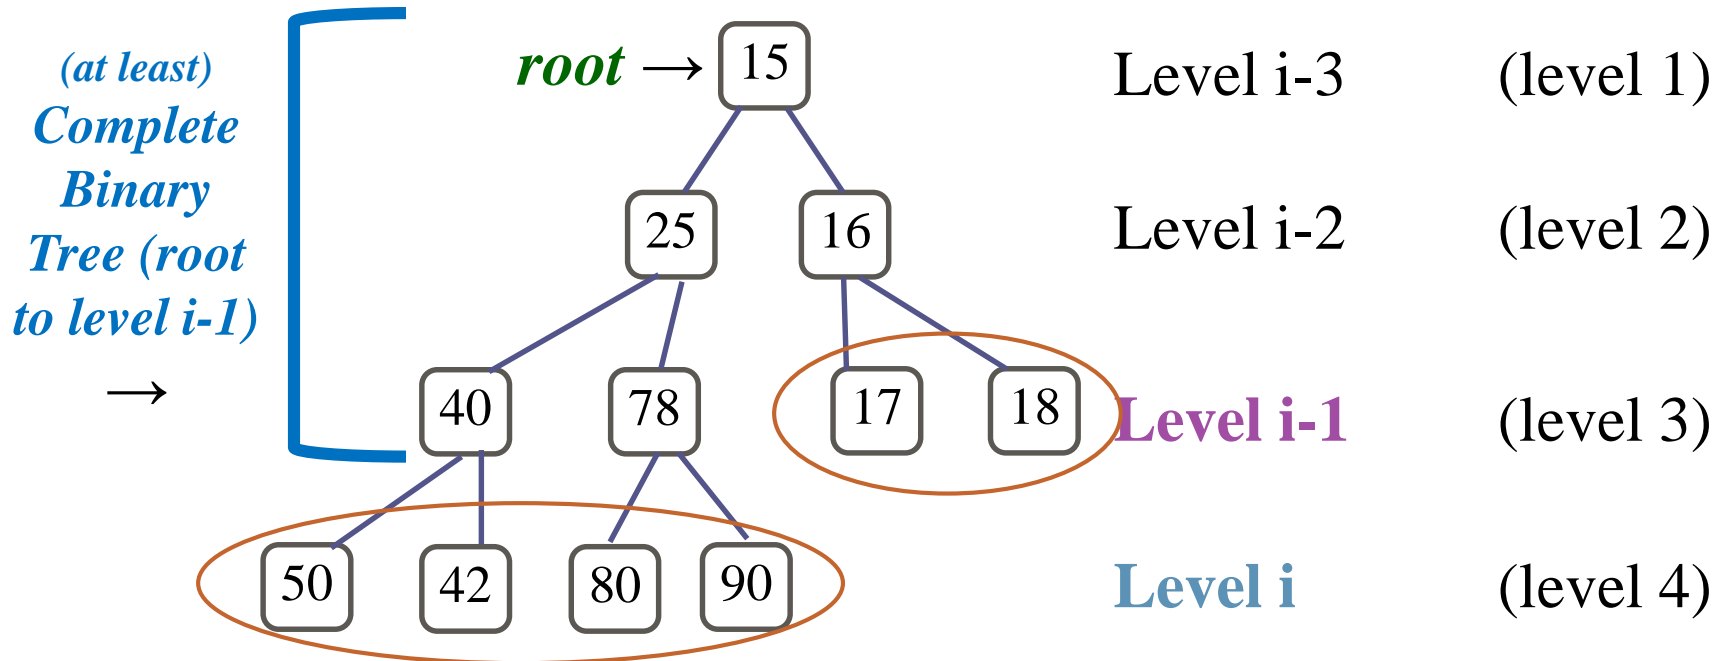 (at least)
Complete
Binary
Tree (root
to level i-1)
→
root → 15 Level i-3 (level 1)
25 16 Level i-2 (level 2)
40 78 17 18 Level i-1 (level 3)
50 42 80 90 Level i (level 4)